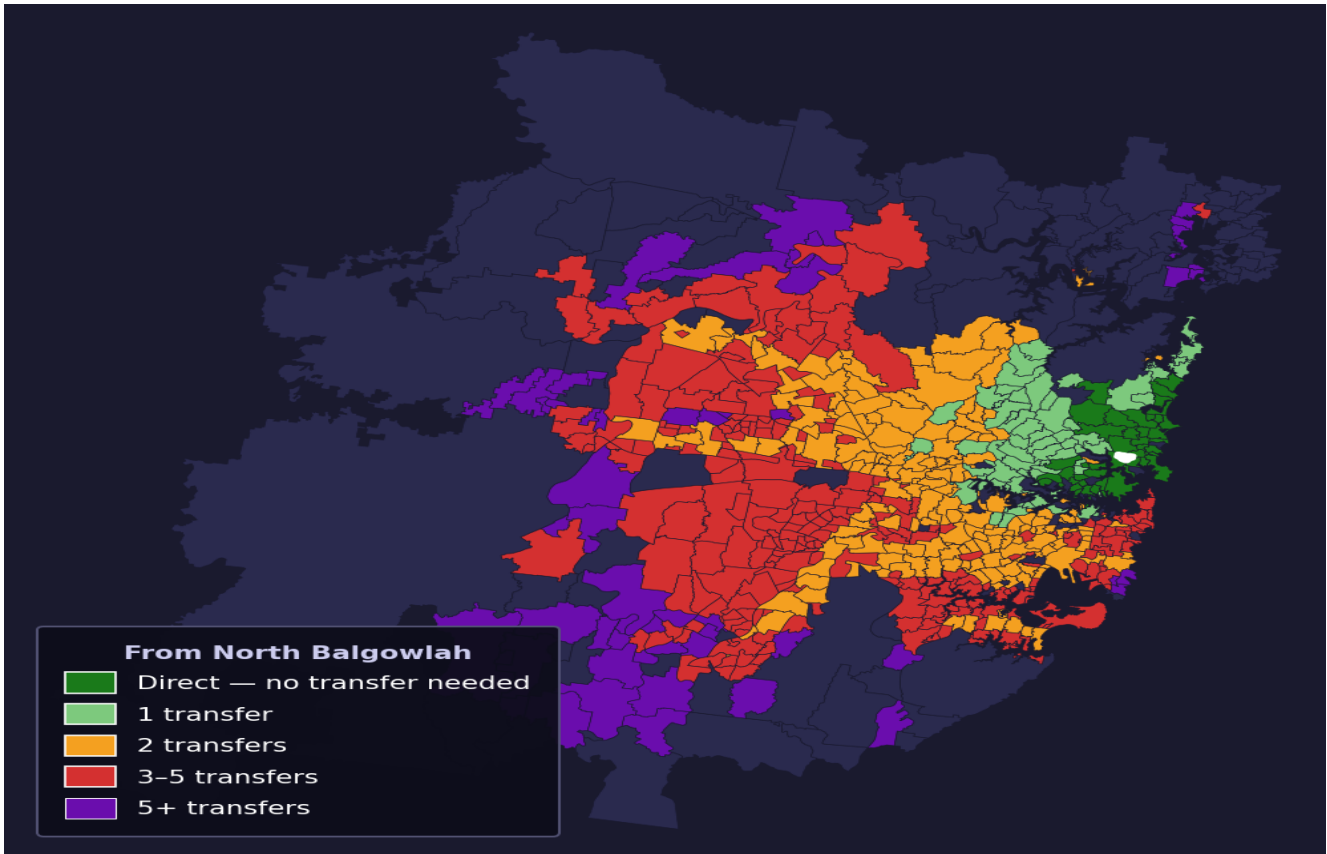 From North Balgowlah
Direct — no transfer needed
1 transfer
2 transfers
3–5 transfers
5+ transfers